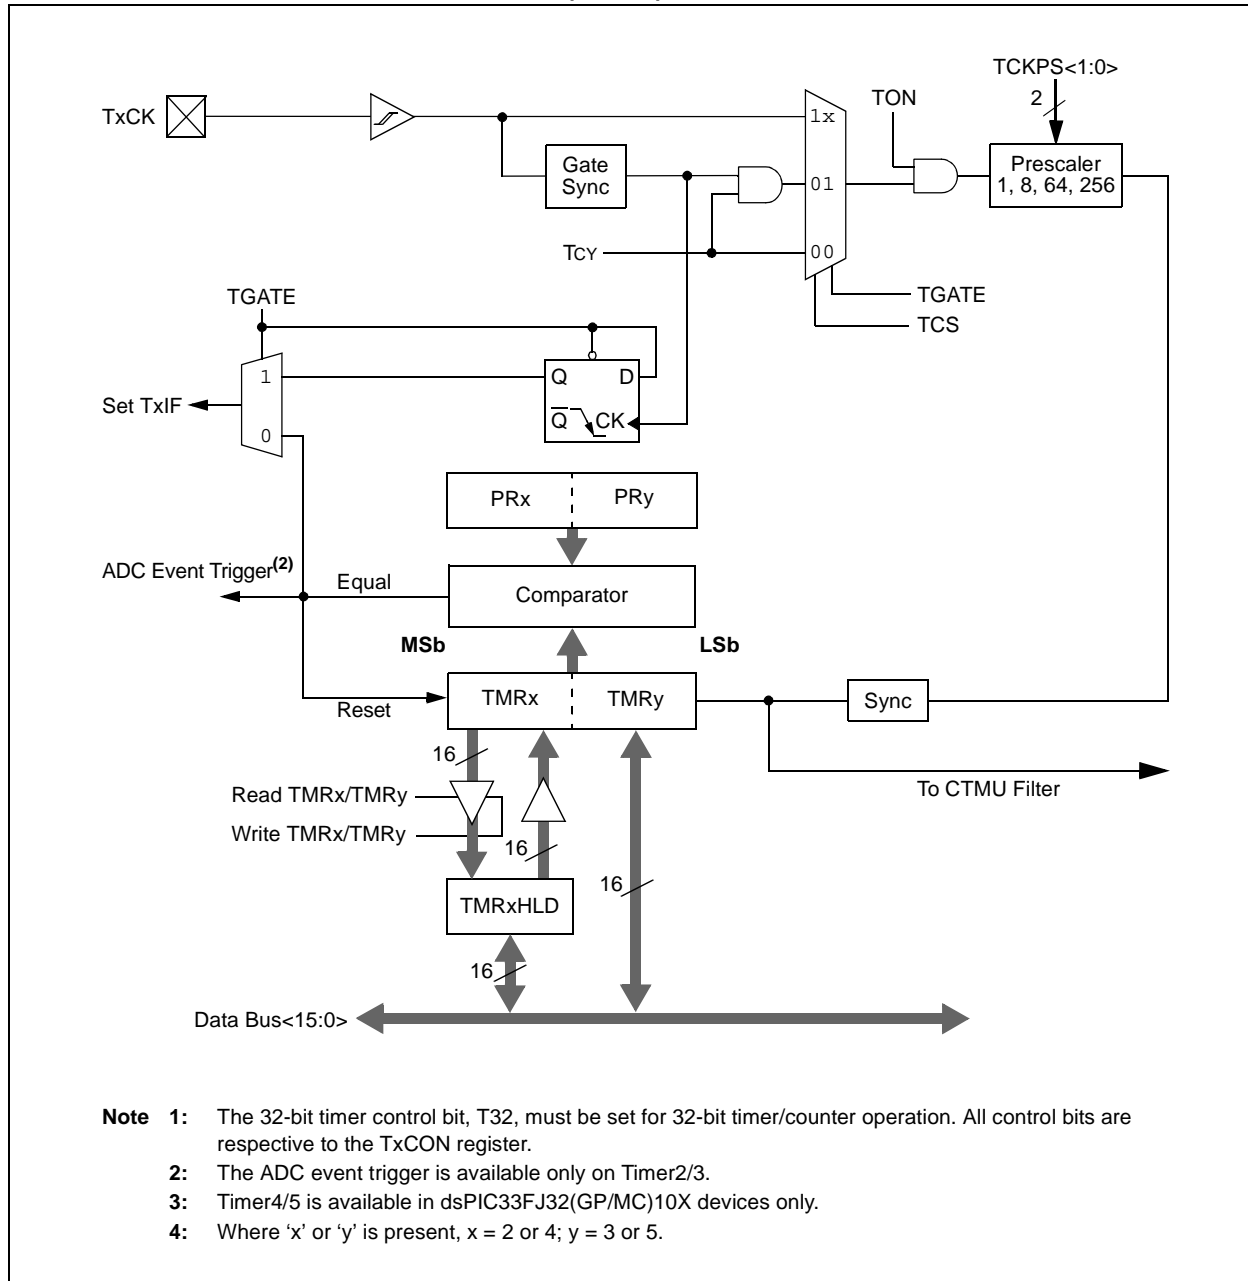 TCKPS<1:0>
2
TON
TxCK
1x
Gate
Sync
01
Prescaler
1, 8, 64, 256
TCY
00
TGATE
TCS
TGATE
1
Q
D
Set TxIF
Q
CK
0
PRx
PRy
ADC Event Trigger(2)
Equal
Comparator
MSb
LSb
TMRx
TMRy
Sync
Reset
16
To CTMU Filter
Read TMRx/TMRy
Write TMRx/TMRy
16
16
TMRxHLD
16
Data Bus<15:0>
Note 1: The 32-bit timer control bit, T32, must be set for 32-bit timer/counter operation. All control bits are
respective to the TxCON register.
2: The ADC event trigger is available only on Timer2/3.
3: Timer4/5 is available in dsPIC33FJ32(GP/MC)10X devices only.
4: Where ‘x’ or ‘y’ is present, x = 2 or 4; y = 3 or 5.